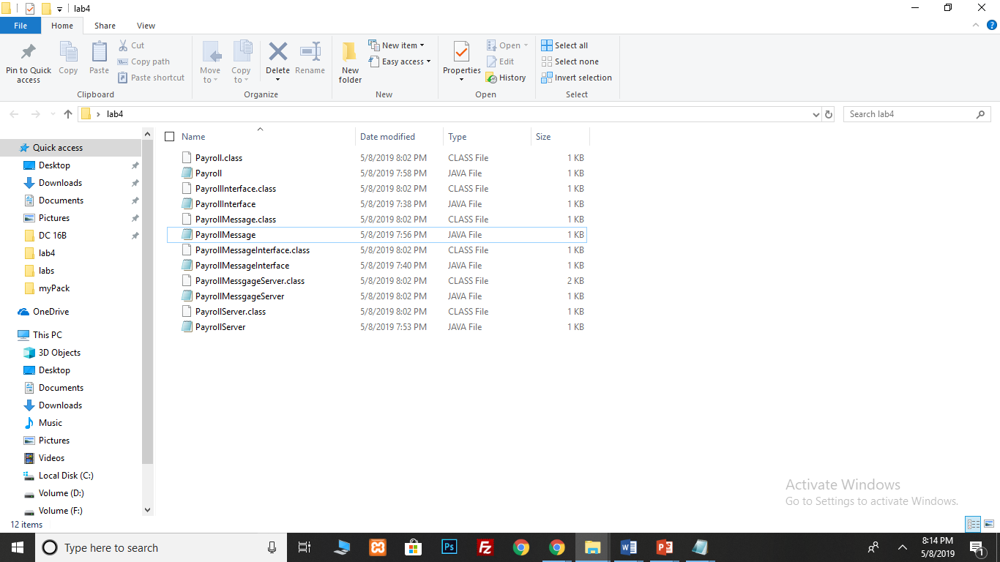 lab4
File Home Share View
Pin to Quick access
Copy
Paste
Cut
Copy path
Paste shortcut
Clipboard
Move to
Copy to
Delete
Rename
Organize
New folder
New item
Easy access
New
Properties
Open
Edit
History
Open
Select all
Select none
Invert selection
Select
lab4
Search lab4
Quick access
Desktop
Downloads
Documents
Pictures
DC 16B
lab4
labs
myPack
OneDrive
This PC
3D Objects
Desktop
Documents
Downloads
Music
Pictures
Videos
Local Disk (C:)
Volume (D:)
Volume (F:)
Name Date modified Type Size
Payroll.class 5/8/2019 8:02 PM CLASS File 1 KB
Payroll 5/8/2019 7:58 PM JAVA File 1 KB
PayrollInterface.class 5/8/2019 8:02 PM CLASS File 1 KB
PayrollInterface 5/8/2019 7:38 PM JAVA File 1 KB
PayrollMessage.class 5/8/2019 8:02 PM CLASS File 1 KB
PayrollMessage 5/8/2019 7:56 PM JAVA File 1 KB
PayrollMessageInterface.class 5/8/2019 8:02 PM CLASS File 1 KB
PayrollMessageInterface 5/8/2019 7:40 PM JAVA File 1 KB
PayrollMessgageServer.class 5/8/2019 8:02 PM CLASS File 2 KB
PayrollMessgageServer 5/8/2019 8:02 PM JAVA File 1 KB
PayrollServer.class 5/8/2019 8:02 PM CLASS File 1 KB
PayrollServer 5/8/2019 7:53 PM JAVA File 1 KB
Activate Windows
Go to Settings to activate Windows.
12 items
Type here to search
Ps
Fz
8:14 PM
5/8/2019
1